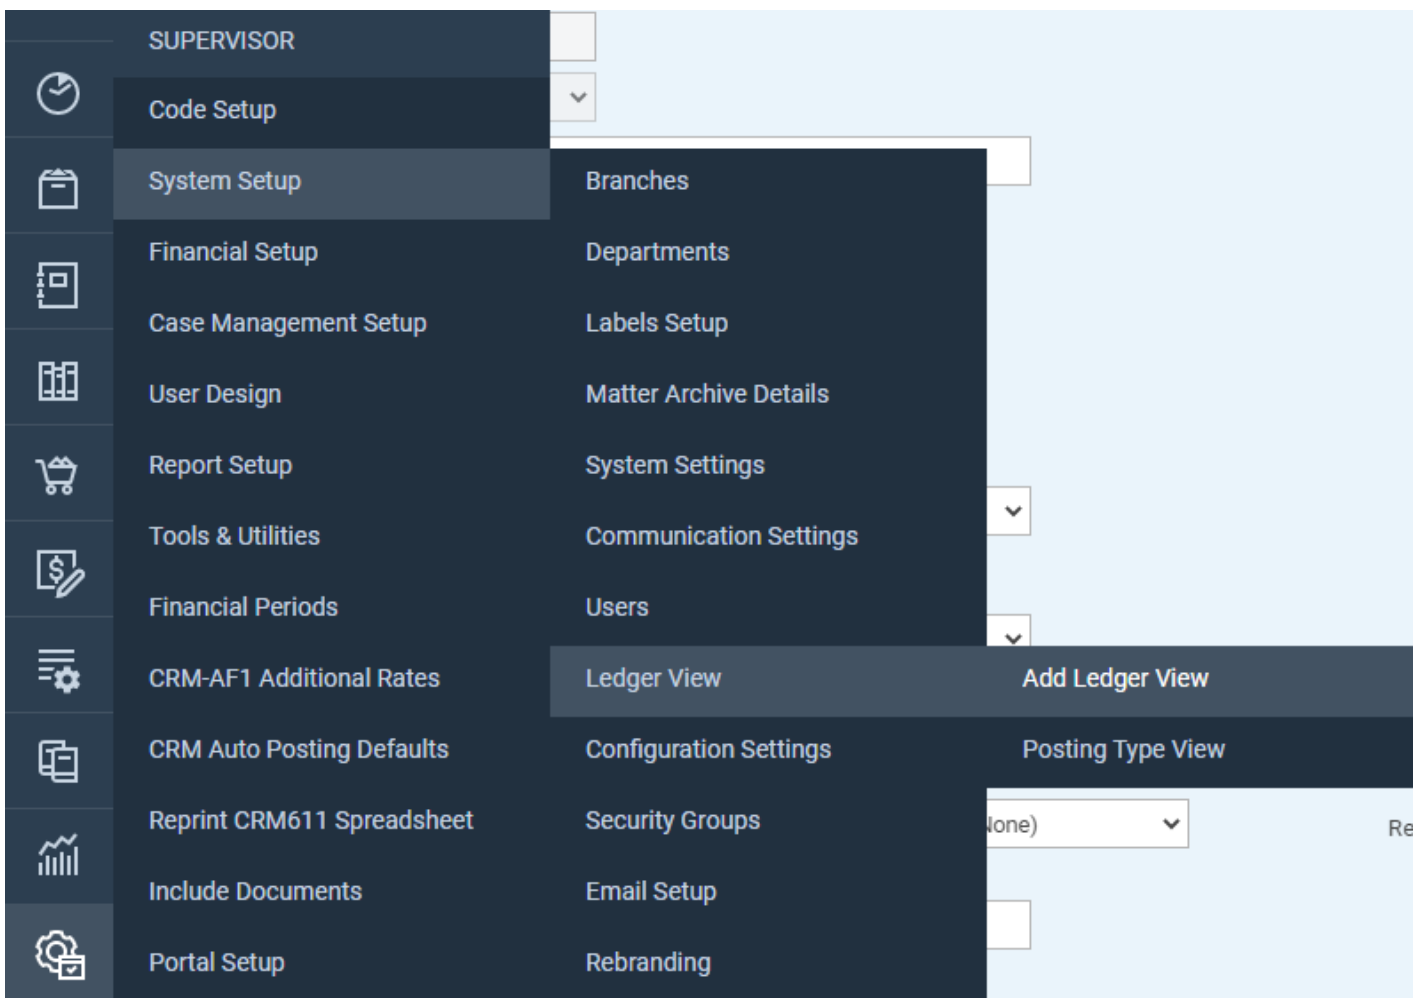 SUPERVISOR
Code Setup
System Setup
Financial Setup
Case Management Setup
User Design
Report Setup
Tools & Utilities
Financial Periods
CRM-AF1 Additional Rates
CRM Auto Posting Defaults
Reprint CRM611 Spreadsheet
Include Documents
Portal Setup
Branches
Departments
Labels Setup
Matter Archive Details
System Settings
Communication Settings
Users
Ledger View
Configuration Settings
Security Groups
Email Setup
Rebranding
Add Ledger View
Posting Type View